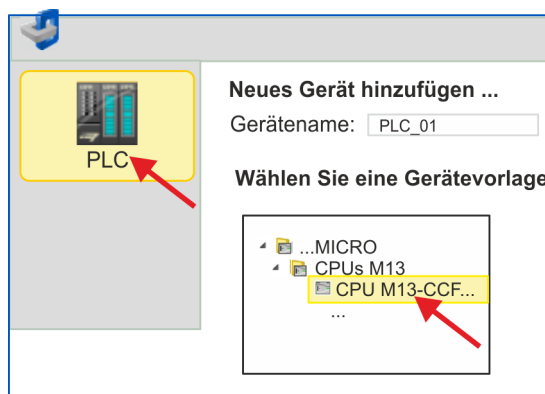 Neues Gerät hinzufügen ...
Gerätename: PLC_01
PLC
Wählen Sie eine Gerätevorlage
...MICRO
CPUs M13
CPU M13-CCF...
...